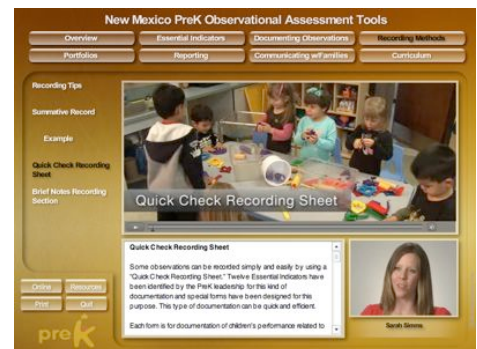 New Mexico PreK Observational Assessment Tools
Overview
Essential Indicators
Documenting Observations
Recording Methods
Portfolios
Reporting
Communicating w/Families
Curriculum
Recording Tips
Summative Record
Example
Quick Check Recording
Sheet
Brief Notes Recording
Section
Quick Check Recording Sheet
Quick Check Recording Sheet
Some observations can be recorded simply and easily by using a
"Quick Check Recording Sheet." Twelve Essential Indicators have
been identified by the PreK leadership for this kind of
documentation and special forms have been designed for this
purpose. This type of documentation can be quick and efficient.
Each form is for documentation of children's performance related to
Online
Resources
Print
Quit
preK
Sarah Simms